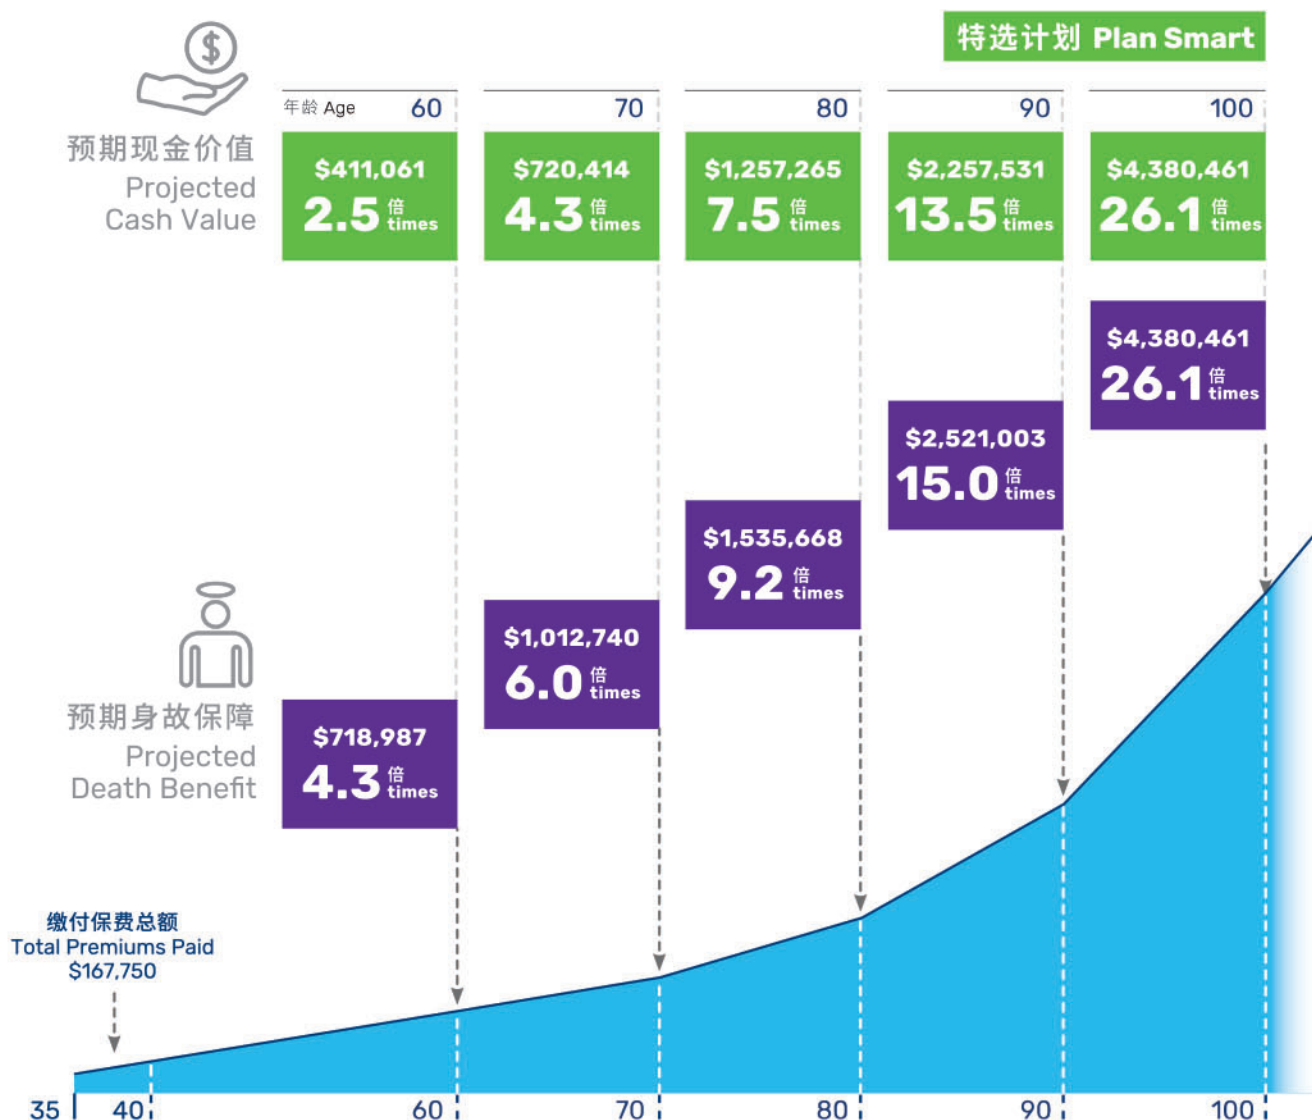 特选计划 Plan Smart
年龄 Age 60 70 80 90 100
预期现金价值
Projected
Cash Value
$411,061
2.5 倍 times
$720,414
4.3 倍 times
$1,257,265
7.5 倍 times
$2,257,531
13.5 倍 times
$4,380,461
26.1 倍 times
$4,380,461
26.1 倍 times
$2,521,003
15.0 倍 times
$1,535,668
9.2 倍 times
$1,012,740
6.0 倍 times
预期身故保障
Projected
Death Benefit
$718,987
4.3 倍 times
缴付保费总额
Total Premiums Paid
$167,750
35 40 60 70 80 90 100
$